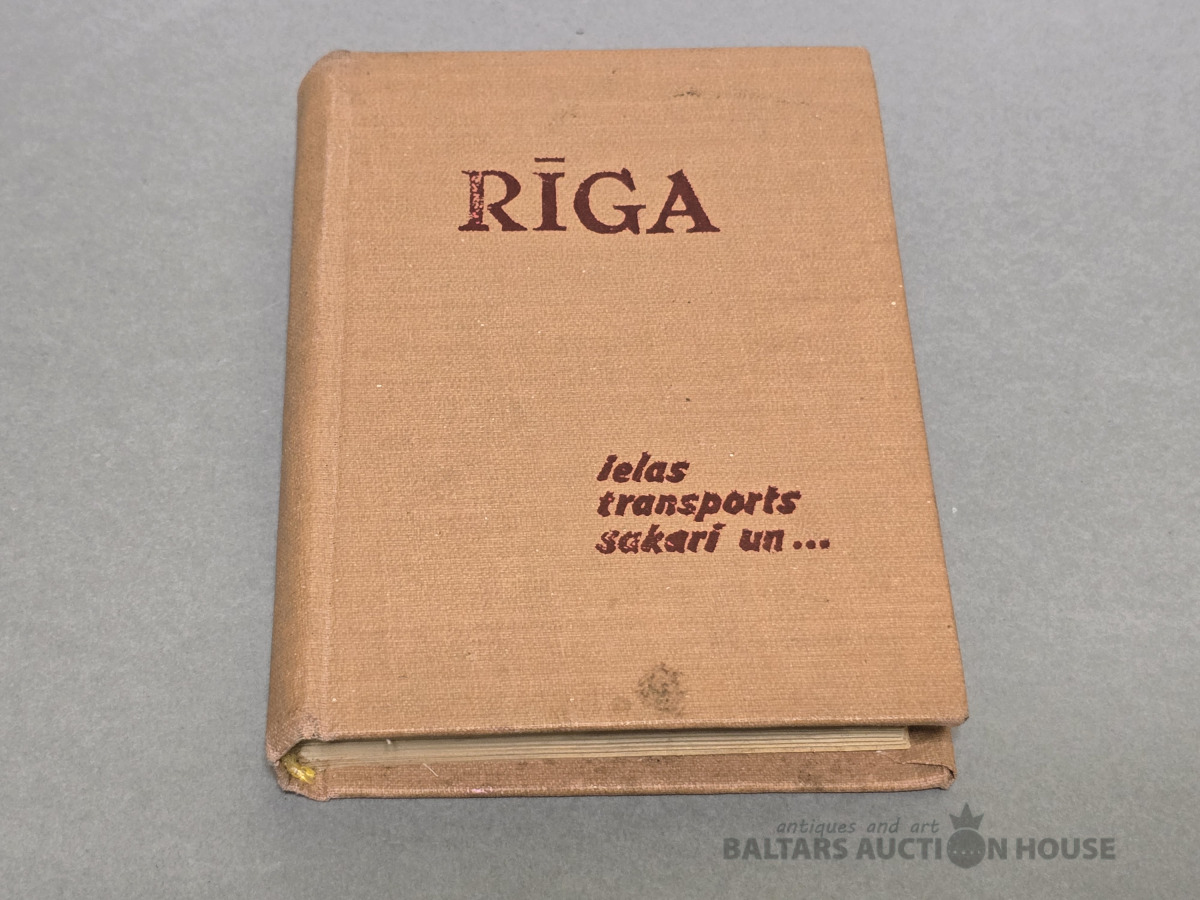 RĪGA
ielas
transports
sakari un...
antiques and art
BALTARS AUCTION HOUSE